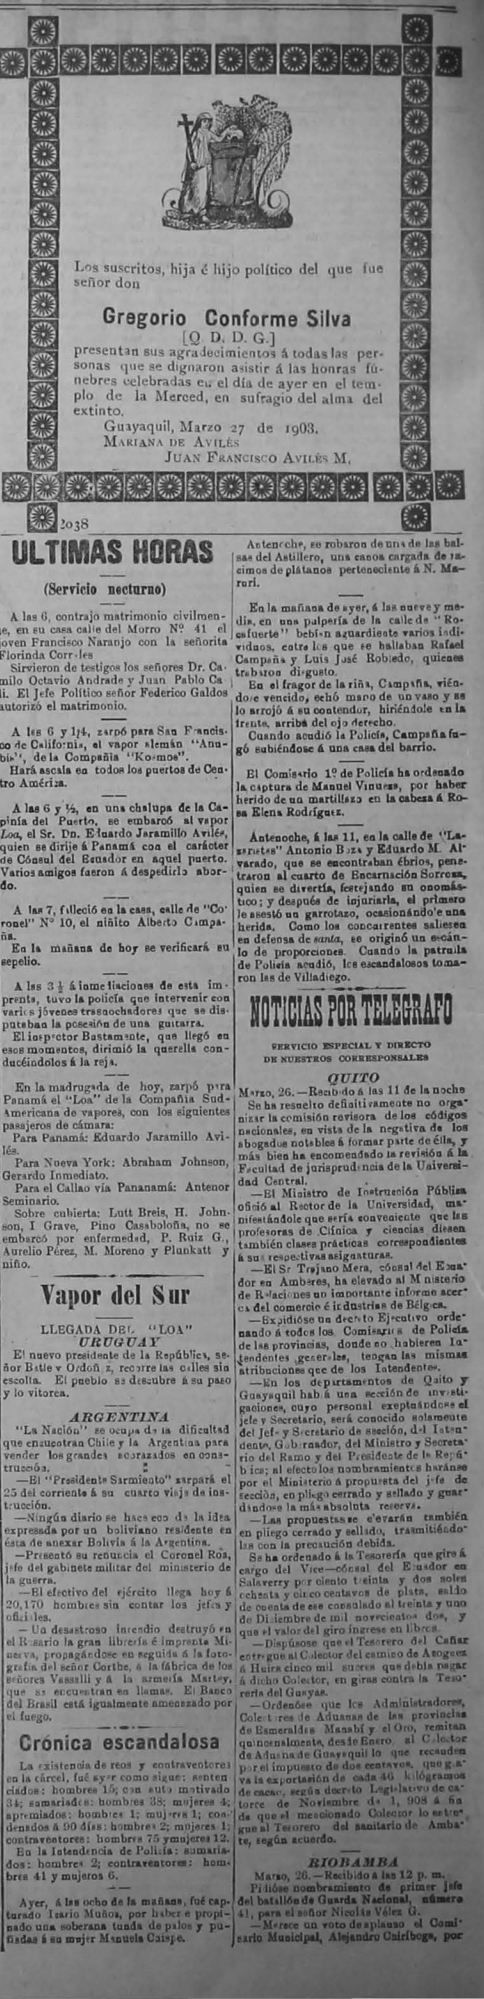 Los suscritos, hija é hijo político del que fue
señor don
Gregorio Conforme Silva
[Q. D. D. G.]
presentan sus agradecimientos á todas las per-
sonas que se dignaron asistir á las honras fú-
nebres celebradas en el día de ayer en el tem-
plo de la Merced, en sufragio del alma del
extinto.
Guayaquil, Marzo 27 de 1903.
MARIANA DE AVILÉS
JUAN FRANCISCO AVILÉS M.
2038
ULTIMAS HORAS
(Servicio nocturno)
A las 6, contrajo matrimonio civilmen-
te, en su casa calle del Morro Nº 41 el
joven Francisco Naranjo con la señorita
Florinda Corrales
Sirvieron de testigos los señores Dr. Ca-
milo Octavio Andrade y Juan Pablo Ca
li. El Jefe Político señor Federico Galdos
autorizó el matrimonio.
A las 6 y 1/4, zarpó para San Francis-
co de California, el vapor alemán "Anu-
bis", de la Compañía "Kosmos".
Hará escala en todos los puertos de Cen-
tro América.
A las 6 y ½, en una chalupa de la Ca-
pinía del Puerto, se embarcó al vapor
Loa, el Sr. Dn. Eduardo Jaramillo Avilés,
quien se dirije á Panamá con el carácter
de Cónsul del Ecuador en aquel puerto.
Varios amigos fueron á despedirlo abor-
do.
A las 7, falleció en la casa, calle de "Co
ronel" Nº 10, el niñito Alberto Campa-
ña.
En la mañana de hoy se verificará su
sepelio.
A las 3 ½ á inmediaciones de esta im-
prenta, tuvo la policía que intervenir con
varios jóvenes trasnochadores que se dis-
putaban la posesión de una guitarra.
El inspector Bustamante, que llegó en
esos momentos, dirimió la querella con-
duciéndolos á la reja.
En la madrugada de hoy, zarpó para
Panamá el "Loa" de la Compañía Sud-
Americana de vapores, con los siguientes
pasajeros de cámara:
Para Panamá: Eduardo Jaramillo Avi-
lés.
Para Nueva York: Abraham Johnson,
Gerardo Inmediato.
Para el Callao vía Pananamá: Antenor
Seminario.
Sobre cubierta: Lutt Breis, H. John-
son, I Grave, Pino Casaboloña, no se
embarcó por enfermedad, P. Ruiz G.,
Aurelio Pérez, M. Moreno y Plunkatt y
niño.
Vapor del Sur
LLEGADA DEL "LOA"
URUGUAY
El nuevo presidente de la República, se-
ñor Batle y Ordoñez, recorre las calles sin
escolta. El pueblo se descubre á su paso
y lo vitorea.
ARGENTINA
"La Nación" se ocupa de la dificultad
que encuentran Chile y la Argentina para
vender los grandes acorazados en cons-
trucción.
—El "Presidente Sarmiento" zarpará el
25 del corriente á su cuarto viaje de ins-
trucción.
—Ningún diario se hace eco de la idea
expresada por un boliviano residente en
ésta de anexar Bolivia á la Argentina.
—Presentó su renuncia el Coronel Ros,
jefe del gabinete militar del ministerio de
la guerra.
—El efectivo del ejército llega hoy á
20,170 hombres sin contar los jefes y
oficiales.
—Un desastroso incendio destruyó en
el Rosario la gran librería é imprenta Mi-
nerva, propagándose en seguida á la foto-
grafía del señor Corthe, á la fábrica de los
señores Vassalli y á la armería Mattey,
que se encuentran en llamas. El Banco
del Brasil está igualmente amenazado por
el fuego.
Crónica escandalosa
La existencia de reos y contraventores
en la cárcel, fué ayer como sigue: senten
ciados: hombres 15; con auto motivado
34; sumariados: hombres 38; mujeres 4;
apremiados: hombres 1; mujeres 1; con-
denados á 90 días: hombres 2; mujeres 1;
contraventores: hombres 75 y mujeres 12.
En la Intendencia de Policía: sumaria-
dos: hombres 2; contraventores: hom-
bres 41 y mujeres 6.
Ayer, á las ocho de la mañana, fué cap-
turado Izario Muñoz, por haber e propi-
nado una soberana tunda de palos y pu-
ñadas á su mujer Manuela Caispe.
Antenoche, se robaron de una de las bal-
sas del Astillero, una canoa cargada de ra-
cimos de plátanos perteneciente á N. Ma-
ruri.
En la mañana de ayer, á las nueve y me-
dia, en una pulpería de la calle de "Ro-
cafuerte" bebían aguardiente varios indi-
viduos, entre los que se hallaban Rafael
Campaña y Luis José Robledo, quienes
trabaron disgusto.
En el fragor de la riña, Campaña, vién-
dose vencido, echó mano de un vaso y se
lo arrojó á su contendor, hiriéndole en la
frente, arriba del ojo derecho.
Cuando acudió la Policía, Campaña fu-
gó subiéndose á una casa del barrio.
El Comisario 1º de Policía ha ordenado
la captura de Manuel Vinueza, por haber
herido de un martillazo en la cabeza á Ro-
sa Elena Rodríguez.
Antenoche, á las 11, en la calle de "La-
zaretos" Antonio Boza y Eduardo M. Al-
varado, que se encontraban ébrios, pene-
traron al cuarto de Encarnación Sorrosa,
quien se divertía, festejando su onomás-
tico; y después de injuriarla, el primero
le asestó un garrotazo, ocasionándole una
herida. Como los concurrentes saliesen
en defensa de santa, se originó un escán-
lo de proporciones. Cuando la patrulla
de Policía acudió, los escandalosos toma-
ron las de Villadiego.
NOTICIAS POR TELEGRAFO
SERVICIO ESPECIAL Y DIRECTO
DE NUESTROS CORRESPONSALES
QUITO
Marzo, 26.—Recibido á las 11 de la noche
Se ha resuelto definitivamente no orga
nizar la comisión revisora de los códigos
nacionales, en vista de la negativa de los
abogados notables á formar parte de élla, y
más bien ha encomendado la revisión á la
Facultad de jurisprudencia de la Universi-
dad Central.
—El Ministro de Instrucción Pública
ofició al Rector de la Universidad, ma-
nifestándole que sería conveniente que los
profesoras de Clínica y ciencias diesen
también clases prácticas correspondientes
á sus respectivas asignaturas.
—El Sr Trajano Mera, cónsul del Ecua-
dor en Amberes, ha elevado al Ministerio
de Relaciones un importante informe acer
ca del comercio é industrias de Bélgica.
—Expidióse un decreto Ejecutivo orde-
nando á todos los Comisarios de Policía
de las provincias, donde no hubieren In-
tendentes generales, tengan las mismas
atribuciones que de los Intendentes.
—En los departamentos de Quito y
Guayaquil habrá una sección de investi-
gaciones, cuyo personal exeptuándose el
jefe y Secretario, será conocido solamente
del Jefe y Secretario de sección, del Inten-
dente, Gobernador, del Ministro y Secreta-
rio del Ramo y del Presidente de la Repú-
blica; al efecto los nombramientos haránse
por el Ministerio á propuesta del jefe de
sección, en pliego cerrado y sellado y guar-
dándose la más absoluta reserva.
—Las propuestas se elevarán también
en pliego cerrado y sellado, trasmitiéndo-
las con la precaución debida.
Se ha ordenado á la Tesorería que gire á
cargo del Vice—cónsul del Ecuador en
Salaverry por ciento treinta y dos soles
ochenta y cinco centavos de plata, saldo
de cuenta de ese consulado al treinta y uno
de Diciembre de mil novecientos dos, y
que el valor del giro ingrese en libros.
—Dispúsose que el Tesorero del Cañar
entregue al Colector del camino de Azogues
á Huira cinco mil sucres que debía pagar
á dicho Colector, en giros contra la Teso-
rería del Guayas.
—Ordenóse que los Administradores,
Colectores de Aduanas de las provincias
de Esmeraldas Manabí y el Oro, remitan
quincenalmente, desde Enero, al Colector
de Aduana de Guayaquil lo que recauden
por el impuesto de dos centavos, que gra-
va la exportación de cada 46 kilógramos
de cacao, según decreto Legislativo de ca-
torce de Noviembre de 1,908 á fin
de que el mencionado Colector lo entre-
gue al Tesorero del sanitario de Amba-
te, según acuerdo.
RIOBAMBA
Marzo, 26.—Recibido á las 12 p. m.
Pidióse nombramiento de primer jefe
del batallón de Guarda Nacional, número
41, para el señor Nicolás Vélez G.
—Merece un voto de aplauso el Comi-
sario Municipal, Alejandro Chiriboga, por